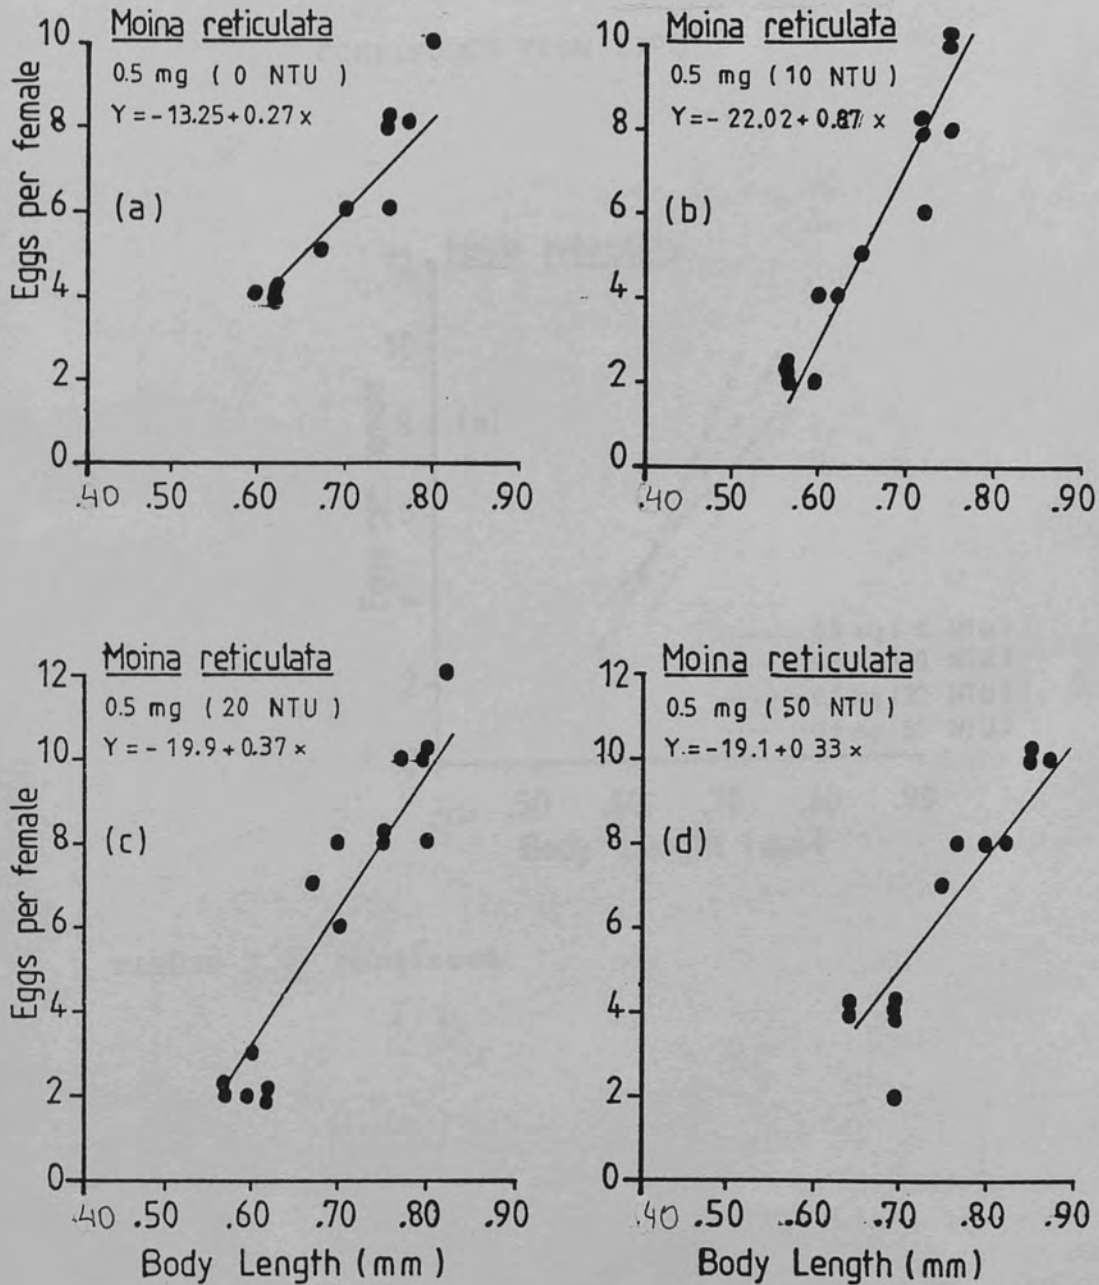 Moina reticulata
0.5 mg ( 0 NTU )
Y = -13.25+0.27 x
(a)
Eggs per female
10
8
6
4
2
0
.40 .50 .60 .70 .80 .90
Moina reticulata
0.5 mg ( 10 NTU )
Y = - 22.02 + 0.87 x
(b)
10
8
6
4
2
0
.40 .50 .60 .70 .80 .90
Moina reticulata
0.5 mg ( 20 NTU )
Y = - 19.9 + 0.37 x
(c)
Eggs per female
12
10
8
6
4
2
0
.40 .50 .60 .70 .80 .90
Body Length (mm)
Moina reticulata
0.5 mg ( 50 NTU )
Y = -19.1+0 33 x
(d)
12
10
8
6
4
2
0
.40 .50 .60 .70 .80 .90
Body Length (mm)